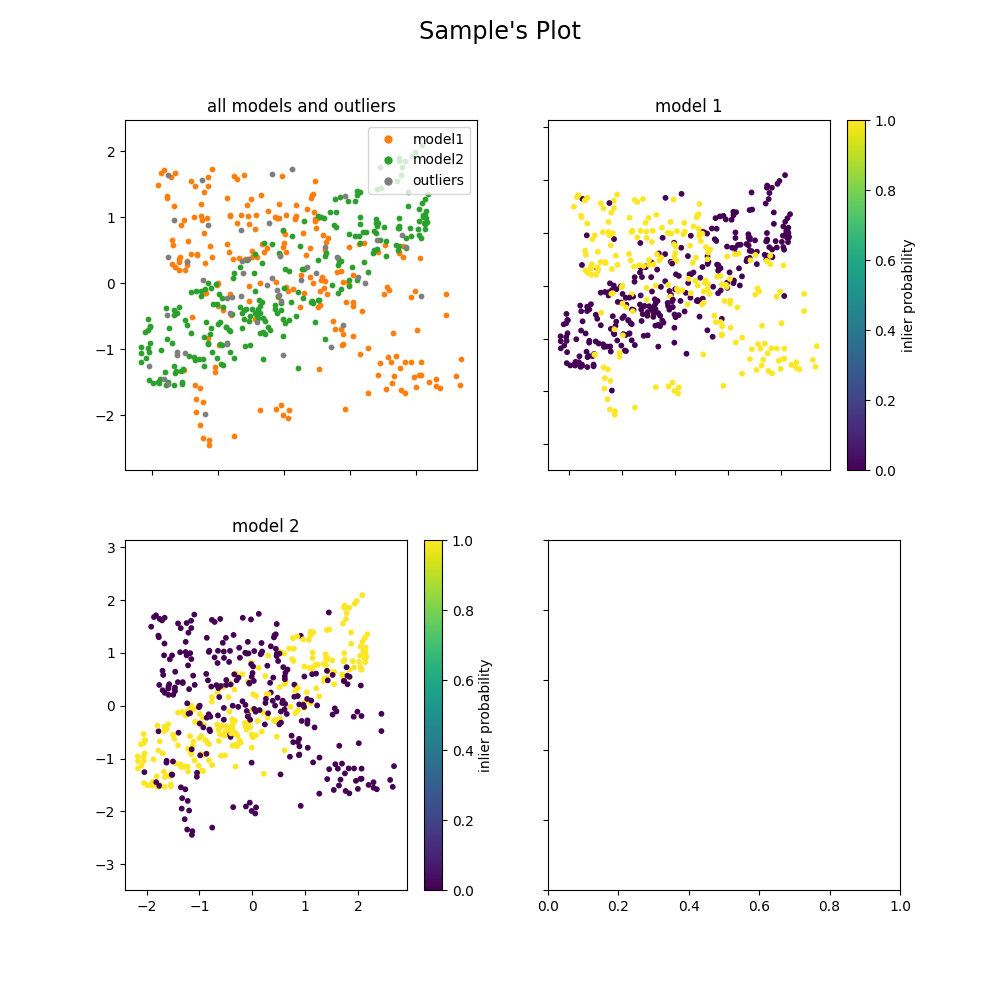 Sample's Plot
all models and outliers
model1
model2
outliers
2
1
0
−1
−2
model 1
1.0
0.8
0.6
0.4
0.2
0.0
inlier probability
model 2
3
2
1
0
−1
−2
−3
−2 −1 0 1 2
1.0
0.8
0.6
0.4
0.2
0.0
inlier probability
0.0 0.2 0.4 0.6 0.8 1.0